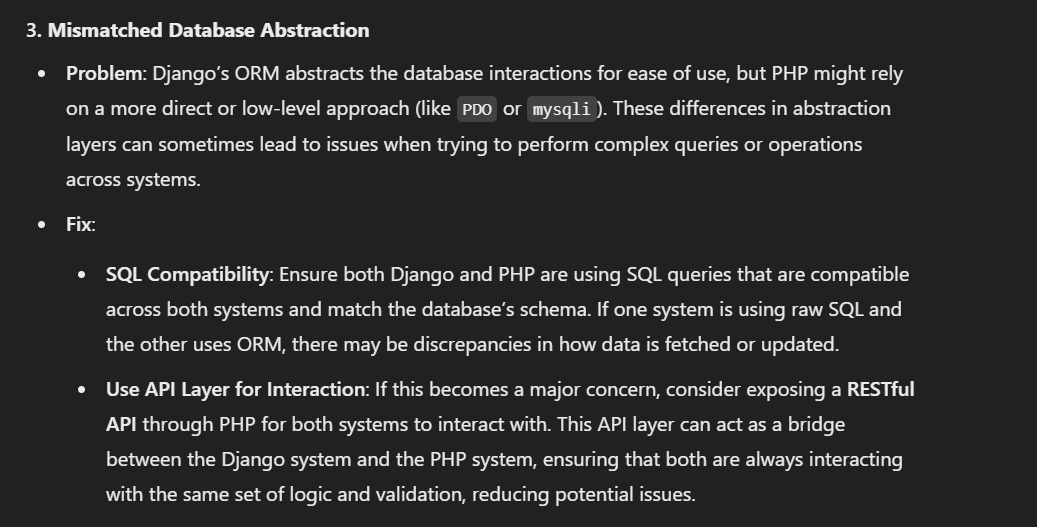 3. Mismatched Database Abstraction
• Problem: Django’s ORM abstracts the database interactions for ease of use, but PHP might rely
on a more direct or low-level approach (like PDO or mysqli). These differences in abstraction
layers can sometimes lead to issues when trying to perform complex queries or operations
across systems.
• Fix:
• SQL Compatibility: Ensure both Django and PHP are using SQL queries that are compatible
across both systems and match the database’s schema. If one system is using raw SQL and
the other uses ORM, there may be discrepancies in how data is fetched or updated.
• Use API Layer for Interaction: If this becomes a major concern, consider exposing a RESTful
API through PHP for both systems to interact with. This API layer can act as a bridge
between the Django system and the PHP system, ensuring that both are always interacting
with the same set of logic and validation, reducing potential issues.